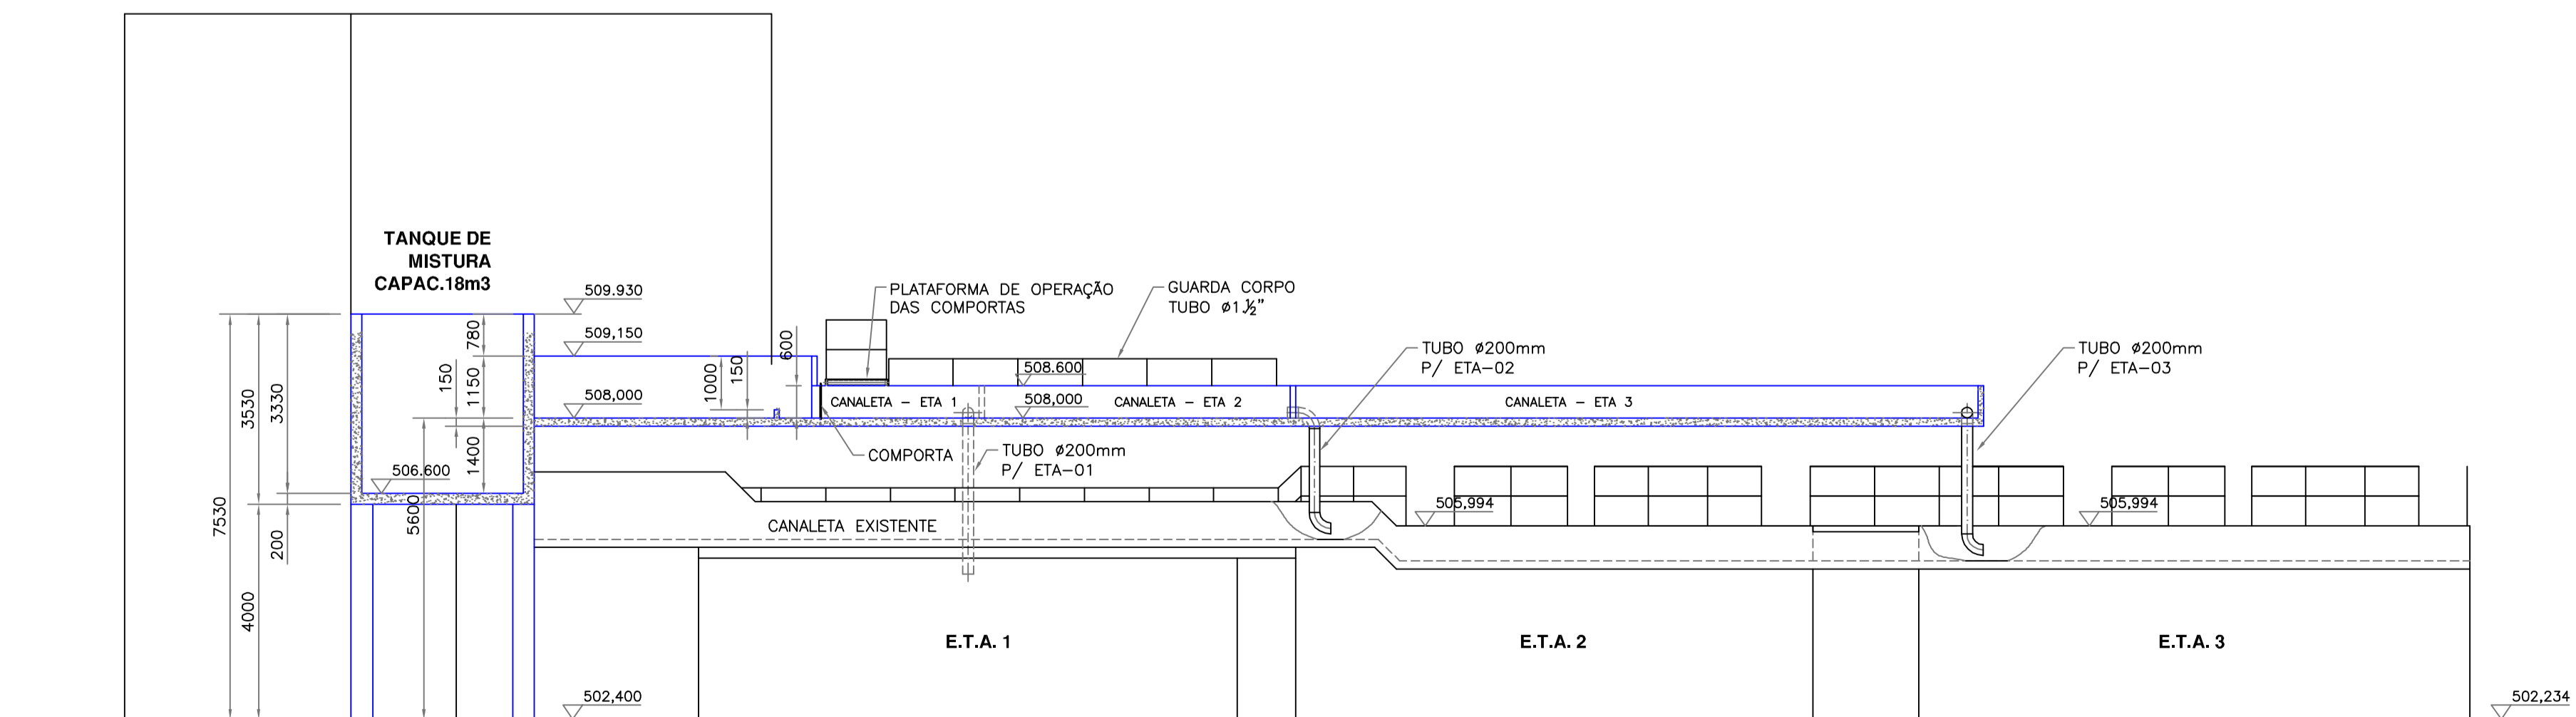 TANQUE DE
MISTURA
CAPAC.18m3
509.930
509,150
508,000
506.600
502,400
7530
3530
3330
4000
200
5600
150
780
1150
1400
1000
150
600
PLATAFORMA DE OPERAÇÃO
DAS COMPORTAS
GUARDA CORPO
TUBO ø1.½”
508.600
508,000
CANALETA - ETA 1
CANALETA - ETA 2
CANALETA - ETA 3
COMPORTA
TUBO ø200mm
P/ ETA-01
TUBO ø200mm
P/ ETA-02
TUBO ø200mm
P/ ETA-03
CANALETA EXISTENTE
505,994
505,994
E.T.A. 1
E.T.A. 2
E.T.A. 3
502,234